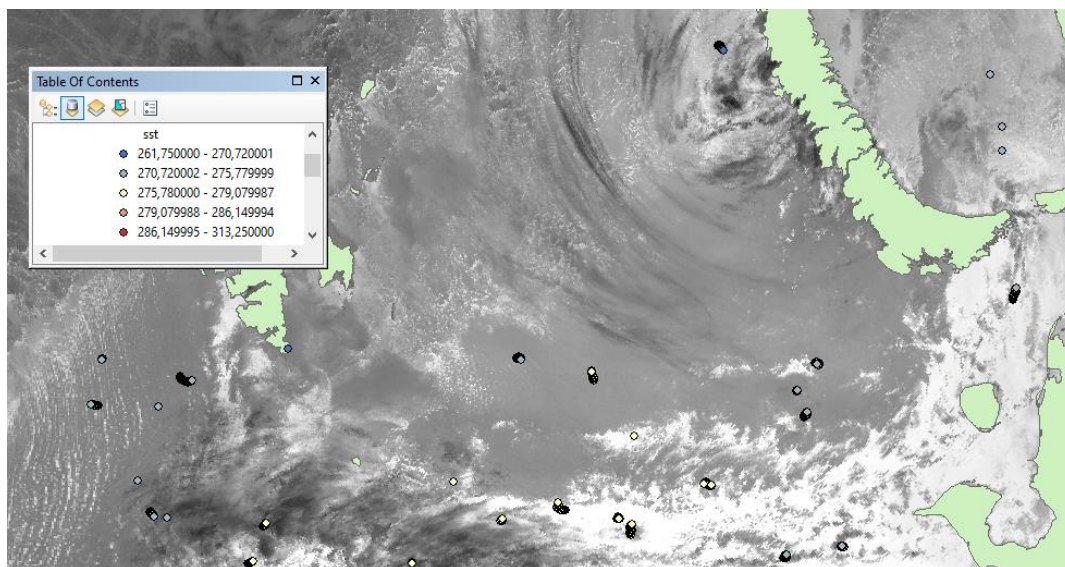 Table Of Contents
sst
261,750000 - 270,720001
270,720002 - 275,779999
275,780000 - 279,079987
279,079988 - 286,149994
286,149995 - 313,250000